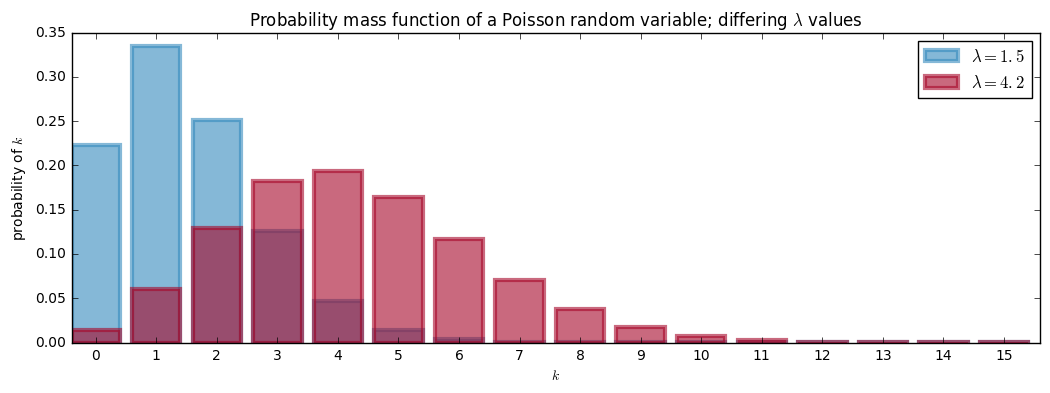 Probability mass function of a Poisson random variable; differing λ values
0.35
0.30
0.25
0.20
0.15
0.10
0.05
0.00
probability of k
λ = 1.5
λ = 4.2
0 1 2 3 4 5 6 7 8 9 10 11 12 13 14 15
k